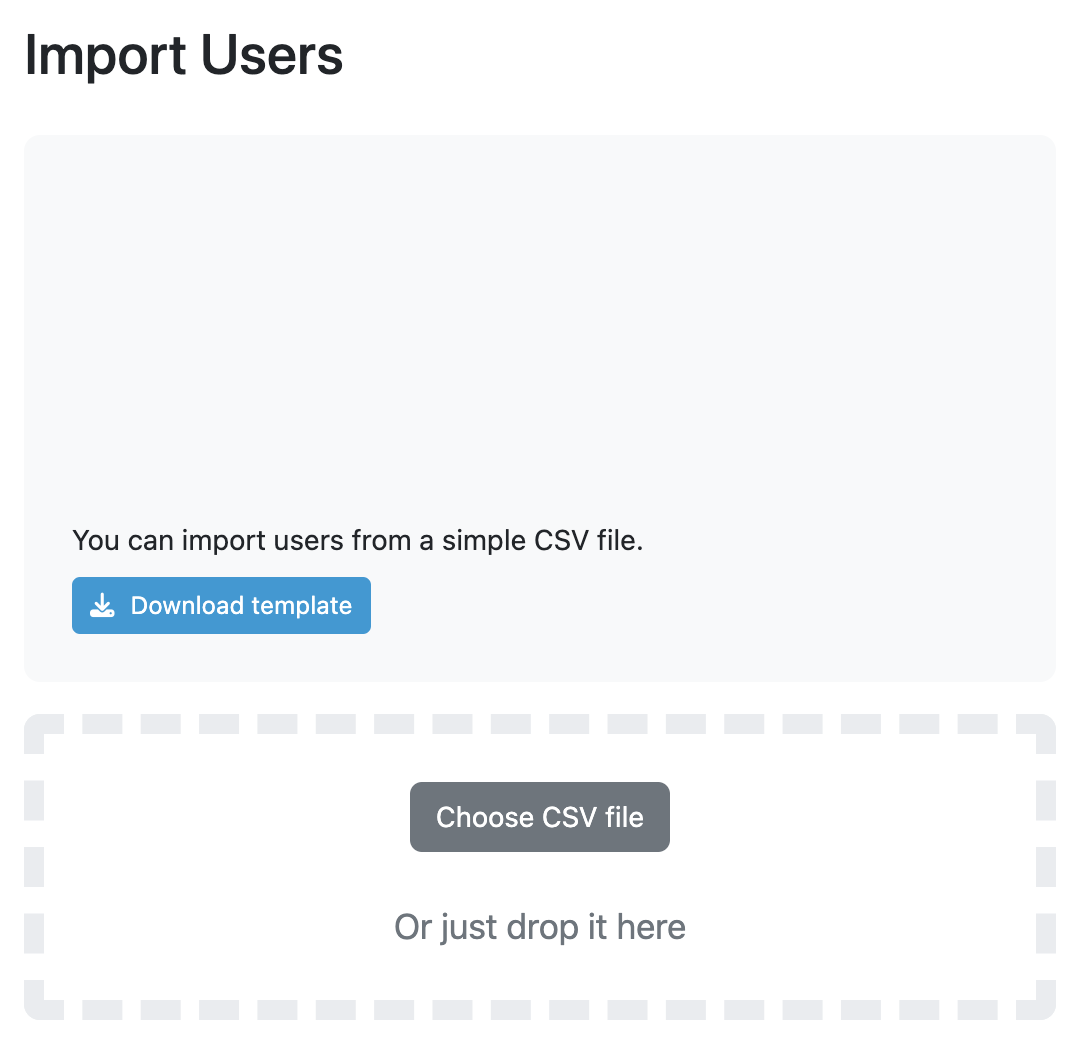 Import Users
You can import users from a simple CSV file.
Download template
Choose CSV file
Or just drop it here